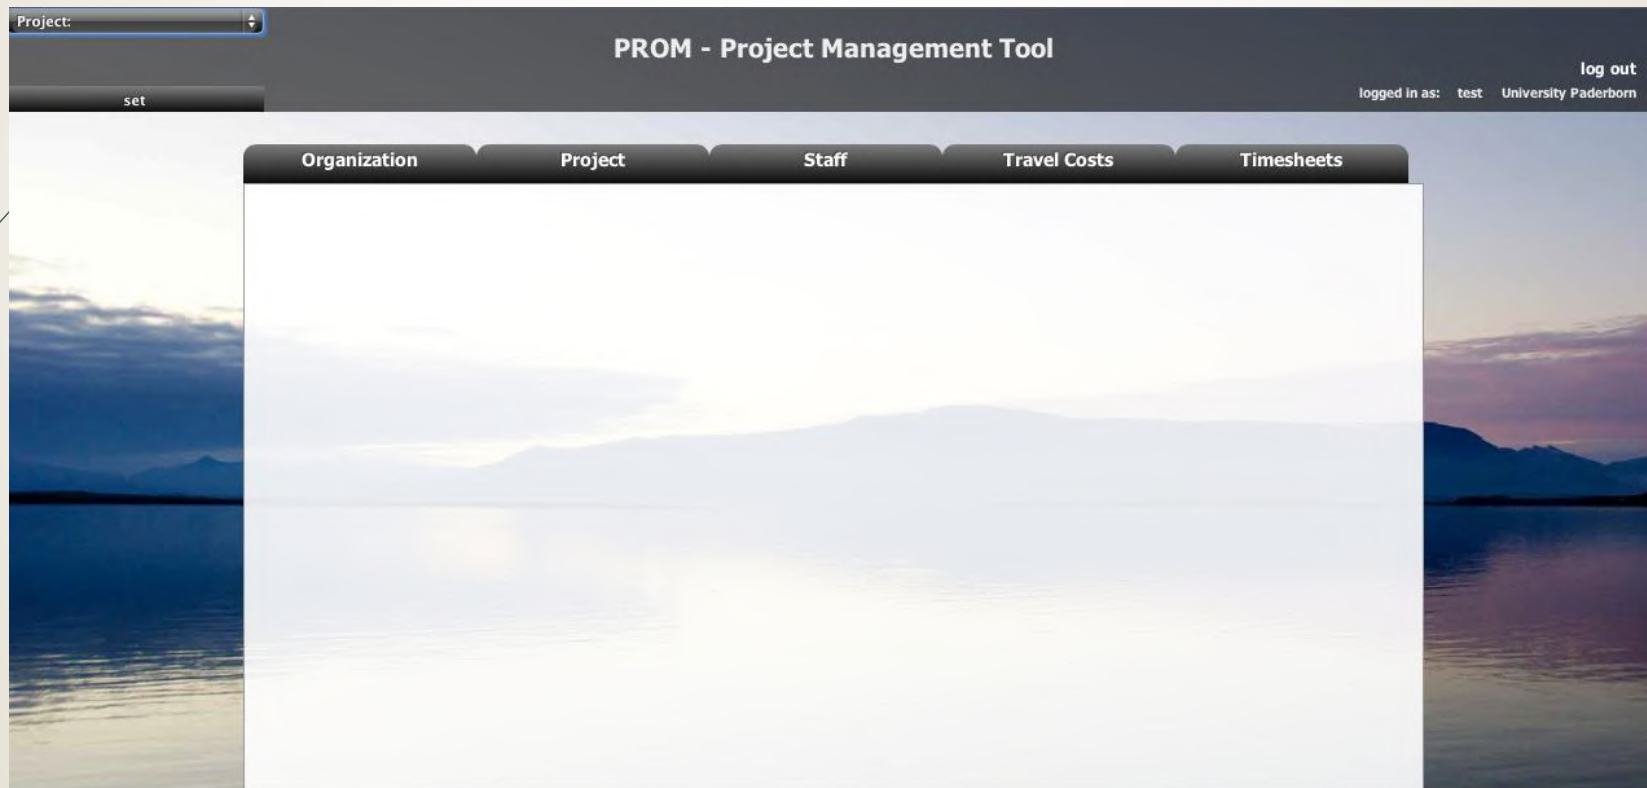 Project:
PROM - Project Management Tool
log out
set
logged in as: test University Paderborn
Organization Project Staff Travel Costs Timesheets